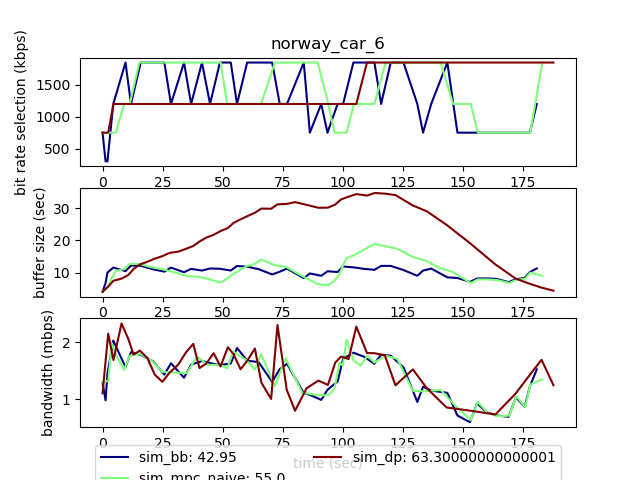 norway_car_6
bit rate selection (kbps)
1500
1000
500
0 25 50 75 100 125 150 175
buffer size (sec)
30
20
10
0 25 50 75 100 125 150 175
bandwidth (mbps)
2
1
0 25 50 75 100 125 150 175
time (sec)
sim_bb: 42.95 sim_dp: 63.30000000000001
sim_mpc_naive: 55.0